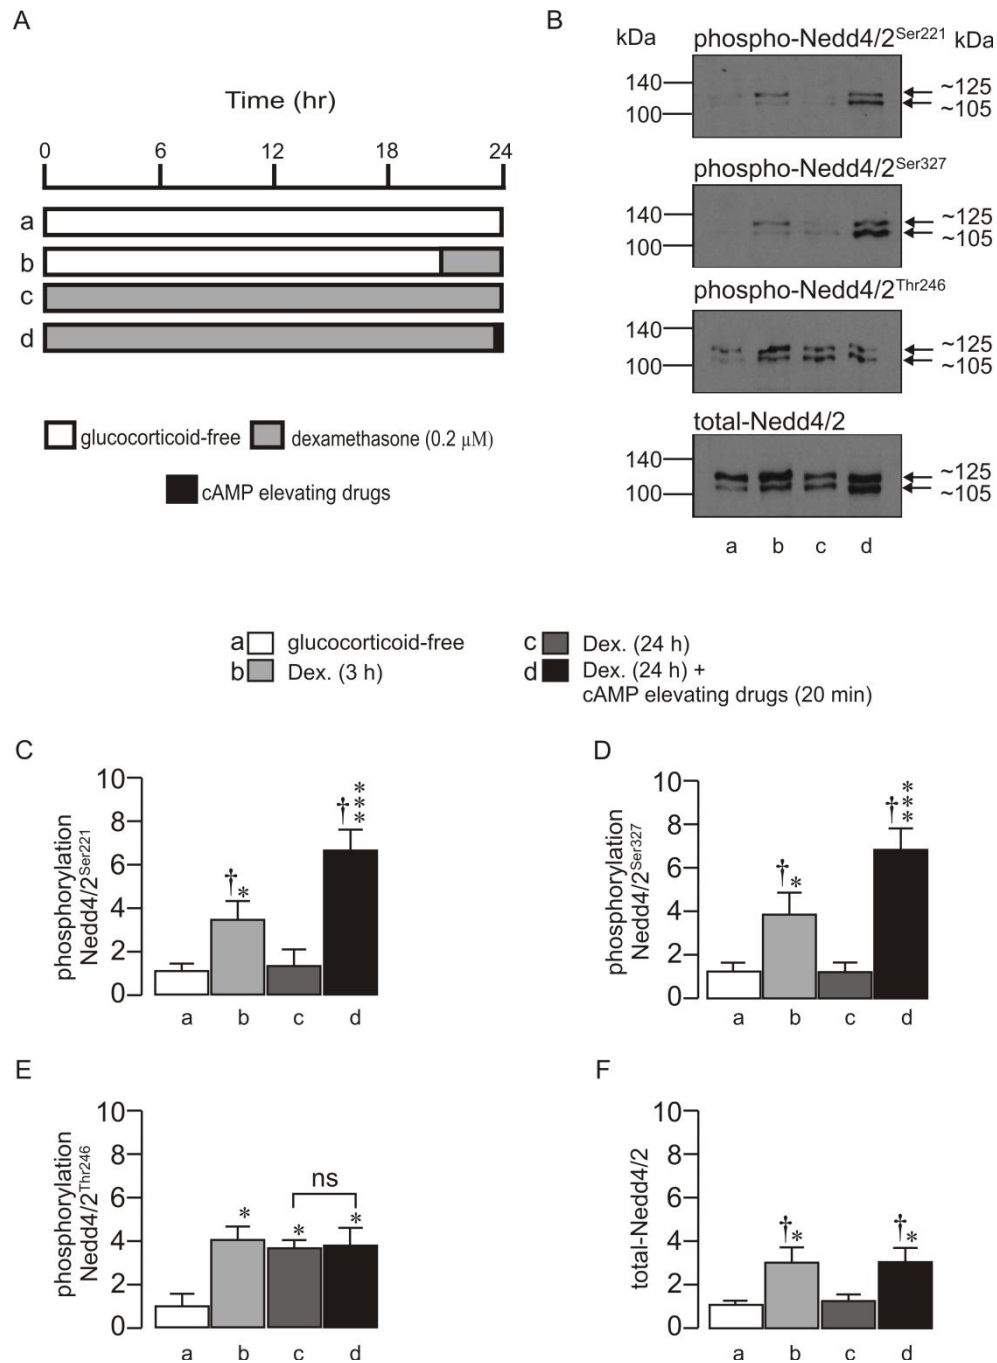 A
Time (hr)
0 6 12 18 24
a
b
c
d
glucocorticoid-free dexamethasone (0.2 µM)
cAMP elevating drugs
B
kDa phospho-Nedd4/2Ser221 kDa
140
100
~125
~105
phospho-Nedd4/2Ser327
140
100
~125
~105
phospho-Nedd4/2Thr246
140
100
~125
~105
total-Nedd4/2
140
100
~125
~105
a b c d
a glucocorticoid-free
b Dex. (3 h)
c Dex. (24 h)
d Dex. (24 h) +
cAMP elevating drugs (20 min)
C
phosphorylation
Nedd4/2Ser221
10
8
6
4
2
0
†*
†***
a b c d
D
phosphorylation
Nedd4/2Ser327
10
8
6
4
2
0
†*
†***
a b c d
E
phosphorylation
Nedd4/2Thr246
10
8
6
4
2
0
ns
* * *
a b c d
F
total-Nedd4/2
10
8
6
4
2
0
†* †*
a b c d